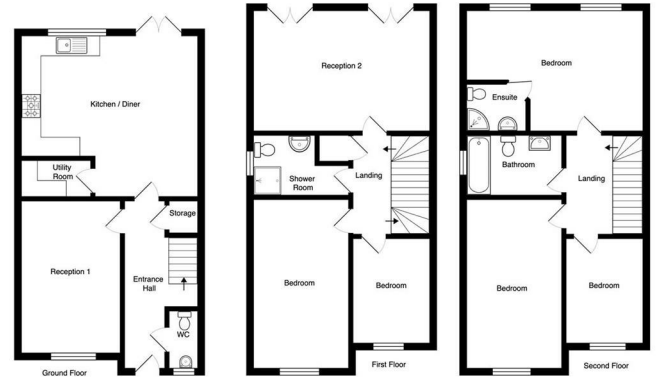 Kitchen / Diner
Utility
Room
Storage
Reception 1
Entrance
Hall
WC
Ground Floor
Reception 2
Shower
Room
Landing
Bedroom
Bedroom
First Floor
Bedroom
Ensuite
Bathroom
Landing
Bedroom
Bedroom
Second Floor